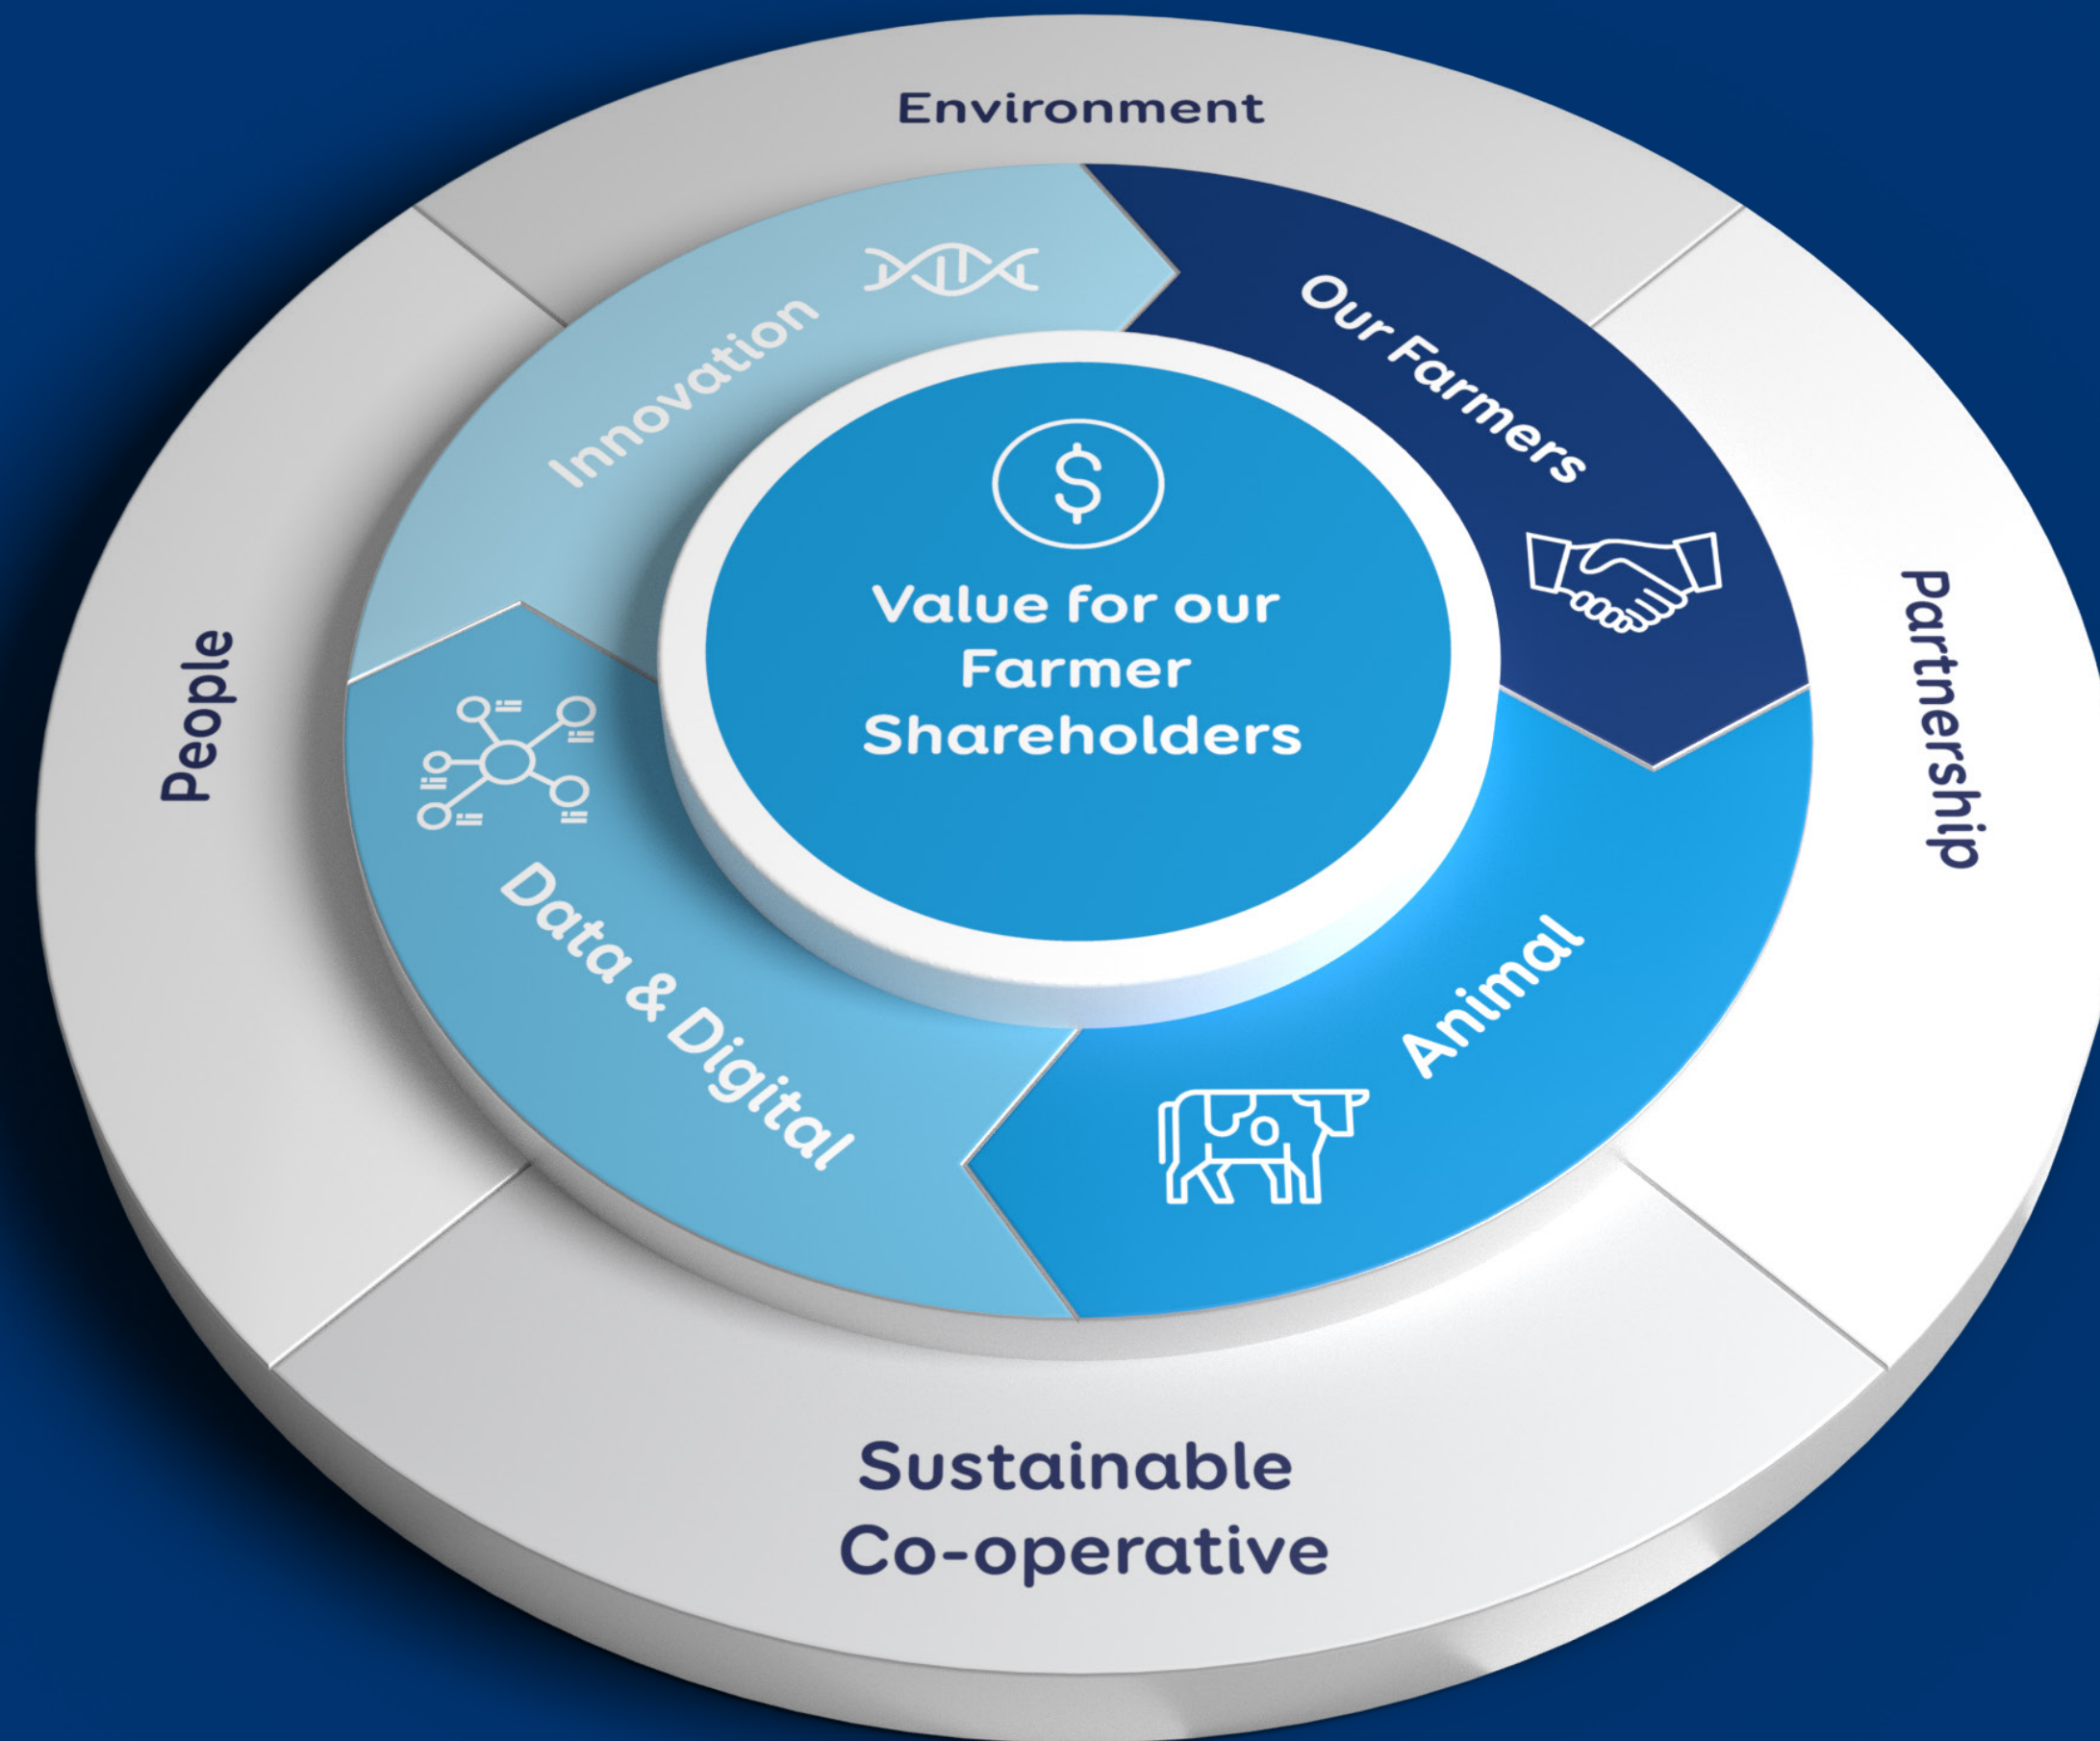 Environment
Innovation
Our Farmers
$
Value for our
Farmer
Shareholders
People
Partnership
Data & Digital
Animal
Sustainable
Co-operative